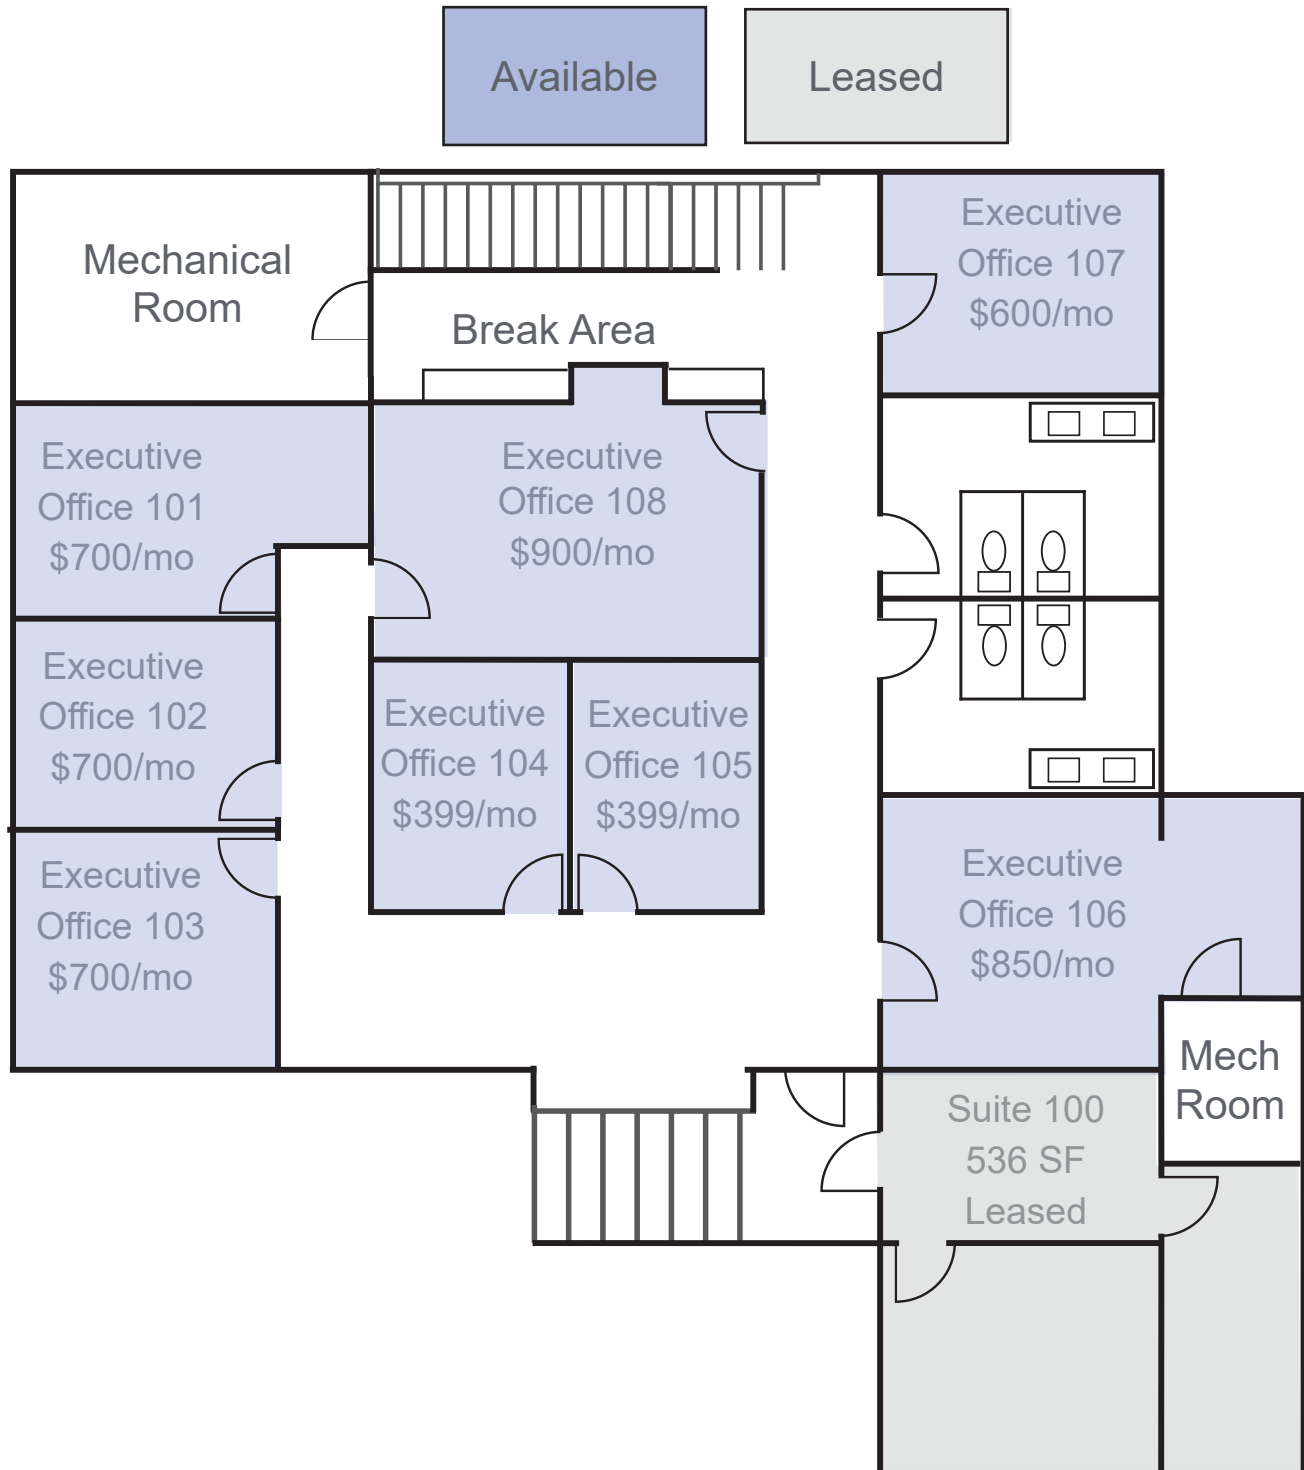 Available
Leased
Mechanical
Room
Break Area
Executive
Office 107
$600/mo
Executive
Office 101
$700/mo
Executive
Office 108
$900/mo
Executive
Office 102
$700/mo
Executive
Office 104
$399/mo
Executive
Office 105
$399/mo
Executive
Office 103
$700/mo
Executive
Office 106
$850/mo
Mech
Room
Suite 100
536 SF
Leased